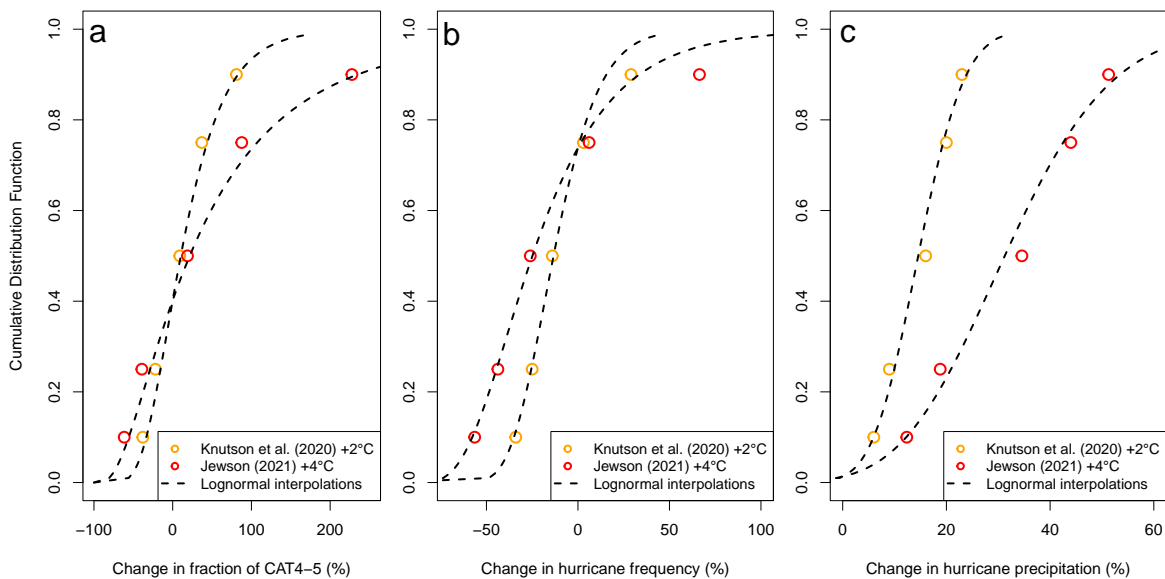 a
b
c
Cumulative Distribution Function
0.0
0.2
0.4
0.6
0.8
1.0
−100
0
100
200
Change in fraction of CAT4−5 (%)
Knutson et al. (2020) +2°C
Jewson (2021) +4°C
Lognormal interpolations
0.0
0.2
0.4
0.6
0.8
1.0
−50
0
50
100
Change in hurricane frequency (%)
Knutson et al. (2020) +2°C
Jewson (2021) +4°C
Lognormal interpolations
0.0
0.2
0.4
0.6
0.8
1.0
0
20
40
60
Change in hurricane precipitation (%)
Knutson et al. (2020) +2°C
Jewson (2021) +4°C
Lognormal interpolations